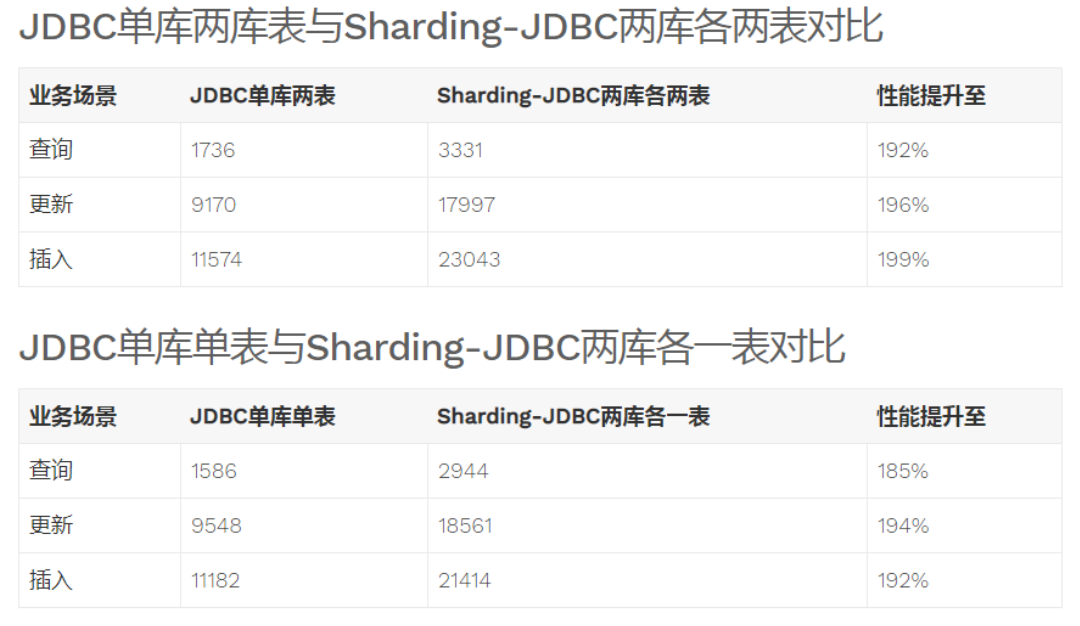 JDBC单库两库表与Sharding-JDBC两库各两表对比
业务场景 JDBC单库两表 Sharding-JDBC两库各两表 性能提升至
查询 1736 3331 192%
更新 9170 17997 196%
插入 11574 23043 199%
JDBC单库单表与Sharding-JDBC两库各一表对比
业务场景 JDBC单库单表 Sharding-JDBC两库各一表 性能提升至
查询 1586 2944 185%
更新 9548 18561 194%
插入 11182 21414 192%